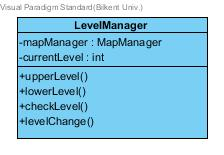 Visual Paradigm Standard(Bilkent Univ.)
LevelManager
-mapManager : MapManager
-currentLevel : int
+upperLevel()
+lowerLevel()
+checkLevel()
+levelChange()